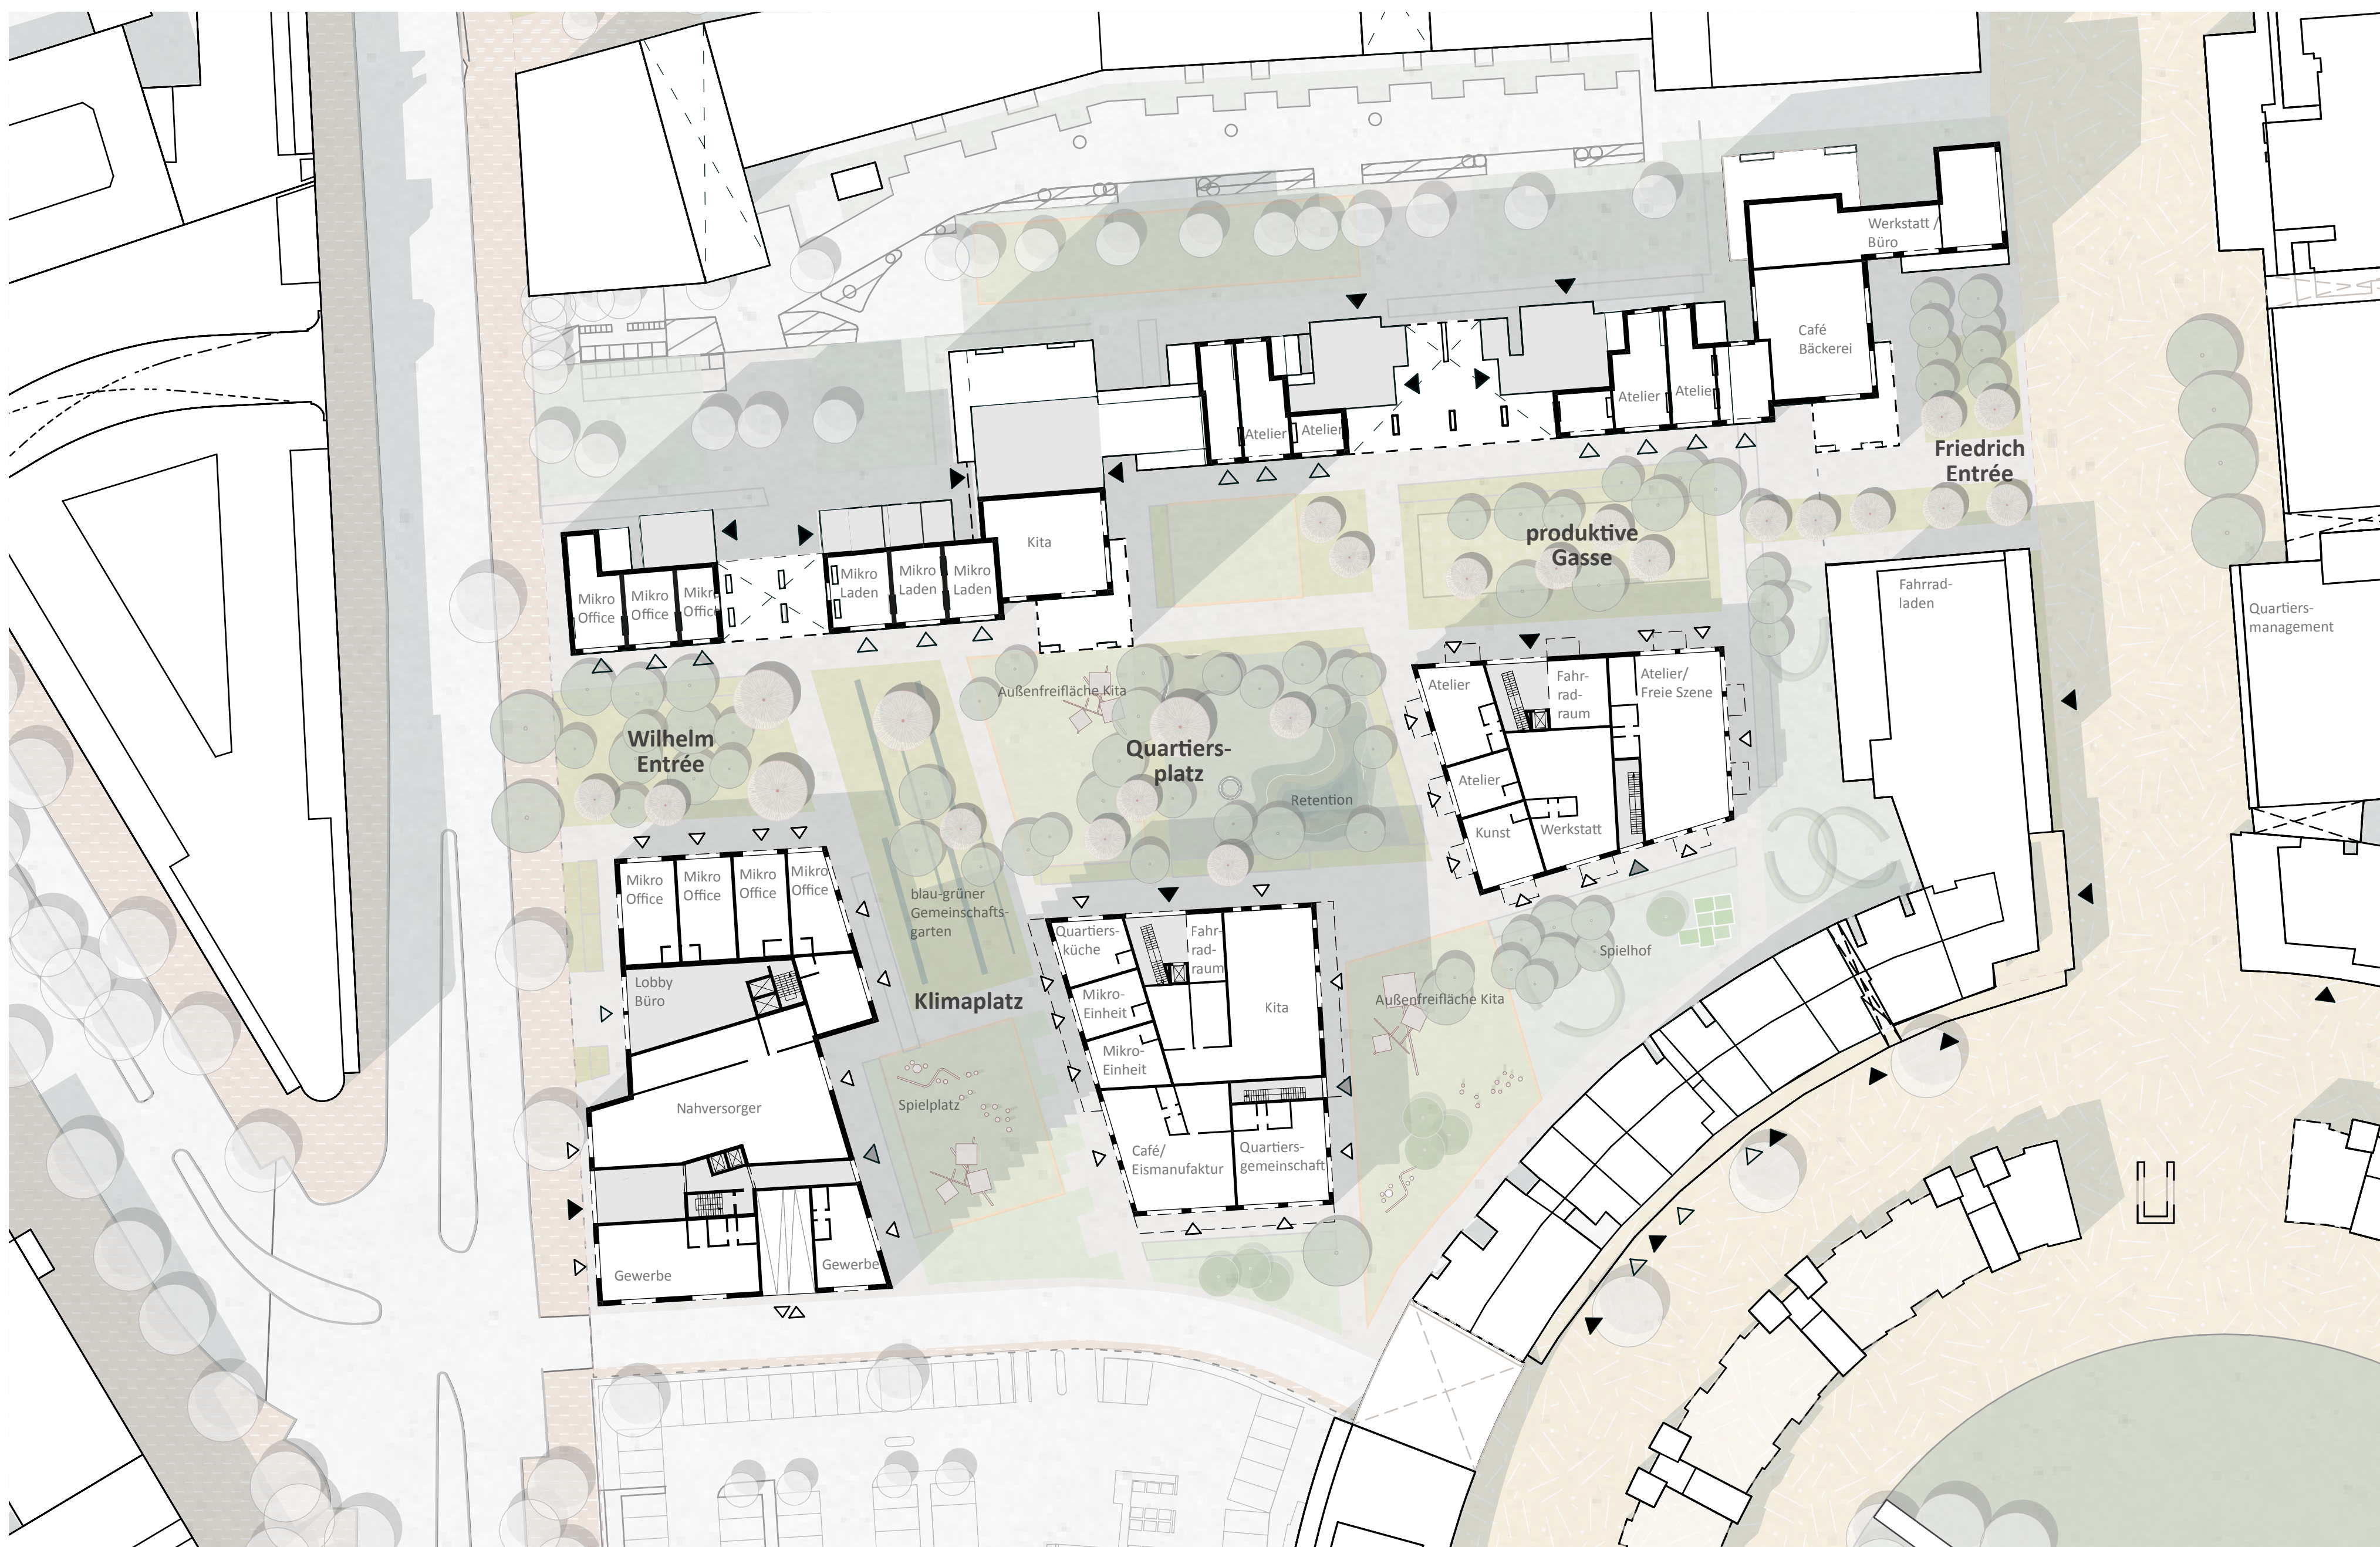 Werkstatt /
Büro
Café
Bäckerei
Atelier
Atelier
Atelier
Atelier
Friedrich
Entrée
produktive
Gasse
Kita
Mikro
Laden
Mikro
Laden
Mikro
Laden
Mikro
Office
Mikro
Office
Mikro
Office
Fahrrad-
laden
Quartiers-
management
Außenfreifläche Kita
Wilhelm
Entrée
Quartiers-
platz
Retention
Atelier
Fahr-
rad-
raum
Atelier/
Freie Szene
Atelier
Kunst
Werkstatt
Mikro
Office
Mikro
Office
Mikro
Office
Mikro
Office
blau-grüner
Gemeinschafts-
garten
Quartiers-
küche
Fahr-
rad-
raum
Spielhof
Lobby
Büro
Klimaplatz
Mikro-
Einheit
Kita
Außenfreifläche Kita
Mikro-
Einheit
Nahversorger
Spielplatz
Café/
Eismanufaktur
Quartiers-
gemeinschaft
Gewerbe
Gewerbe